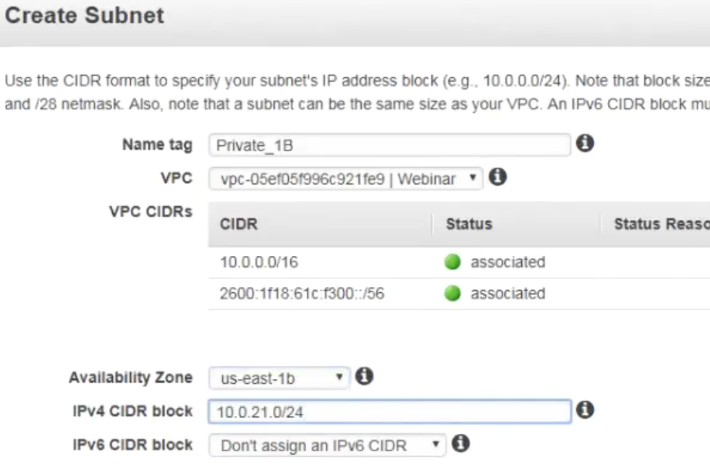 Create Subnet
Use the CIDR format to specify your subnet's IP address block (e.g., 10.0.0.0/24). Note that block size
and /28 netmask. Also, note that a subnet can be the same size as your VPC. An IPv6 CIDR block mu
Name tag Private_1B
VPC vpc-05ef05f996c921fe9 | Webinar
VPC CIDRs CIDR Status Status Reaso
10.0.0.0/16 associated
2600:1f18:61c:f300::/56 associated
Availability Zone us-east-1b
IPv4 CIDR block 10.0.21.0/24
IPv6 CIDR block Don't assign an IPv6 CIDR